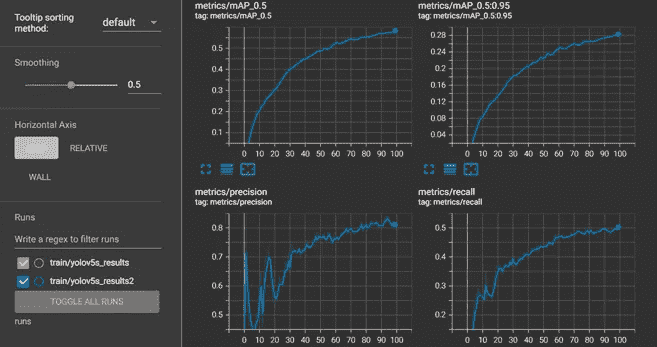 Tooltip sorting
method:
default
Smoothing
0.5
Horizontal Axis
RELATIVE
WALL
Runs
Write a regex to filter runs
train/yolov5s_results
train/yolov5s_results2
TOGGLE ALL RUNS
runs
metrics/mAP_0.5
tag: metrics/mAP_0.5
0.5
0.4
0.3
0.2
0.1
0 10 20 30 40 50 60 70 80 90 100
metrics/mAP_0.5:0.95
tag: metrics/mAP_0.5:0.95
0.28
0.24
0.2
0.16
0.12
0.08
0.04
0 10 20 30 40 50 60 70 80 90 100
metrics/precision
tag: metrics/precision
0.8
0.7
0.6
0.5
0 10 20 30 40 50 60 70 80 90 100
metrics/recall
tag: metrics/recall
0.5
0.4
0.3
0.2
0.1
0 10 20 30 40 50 60 70 80 90 100